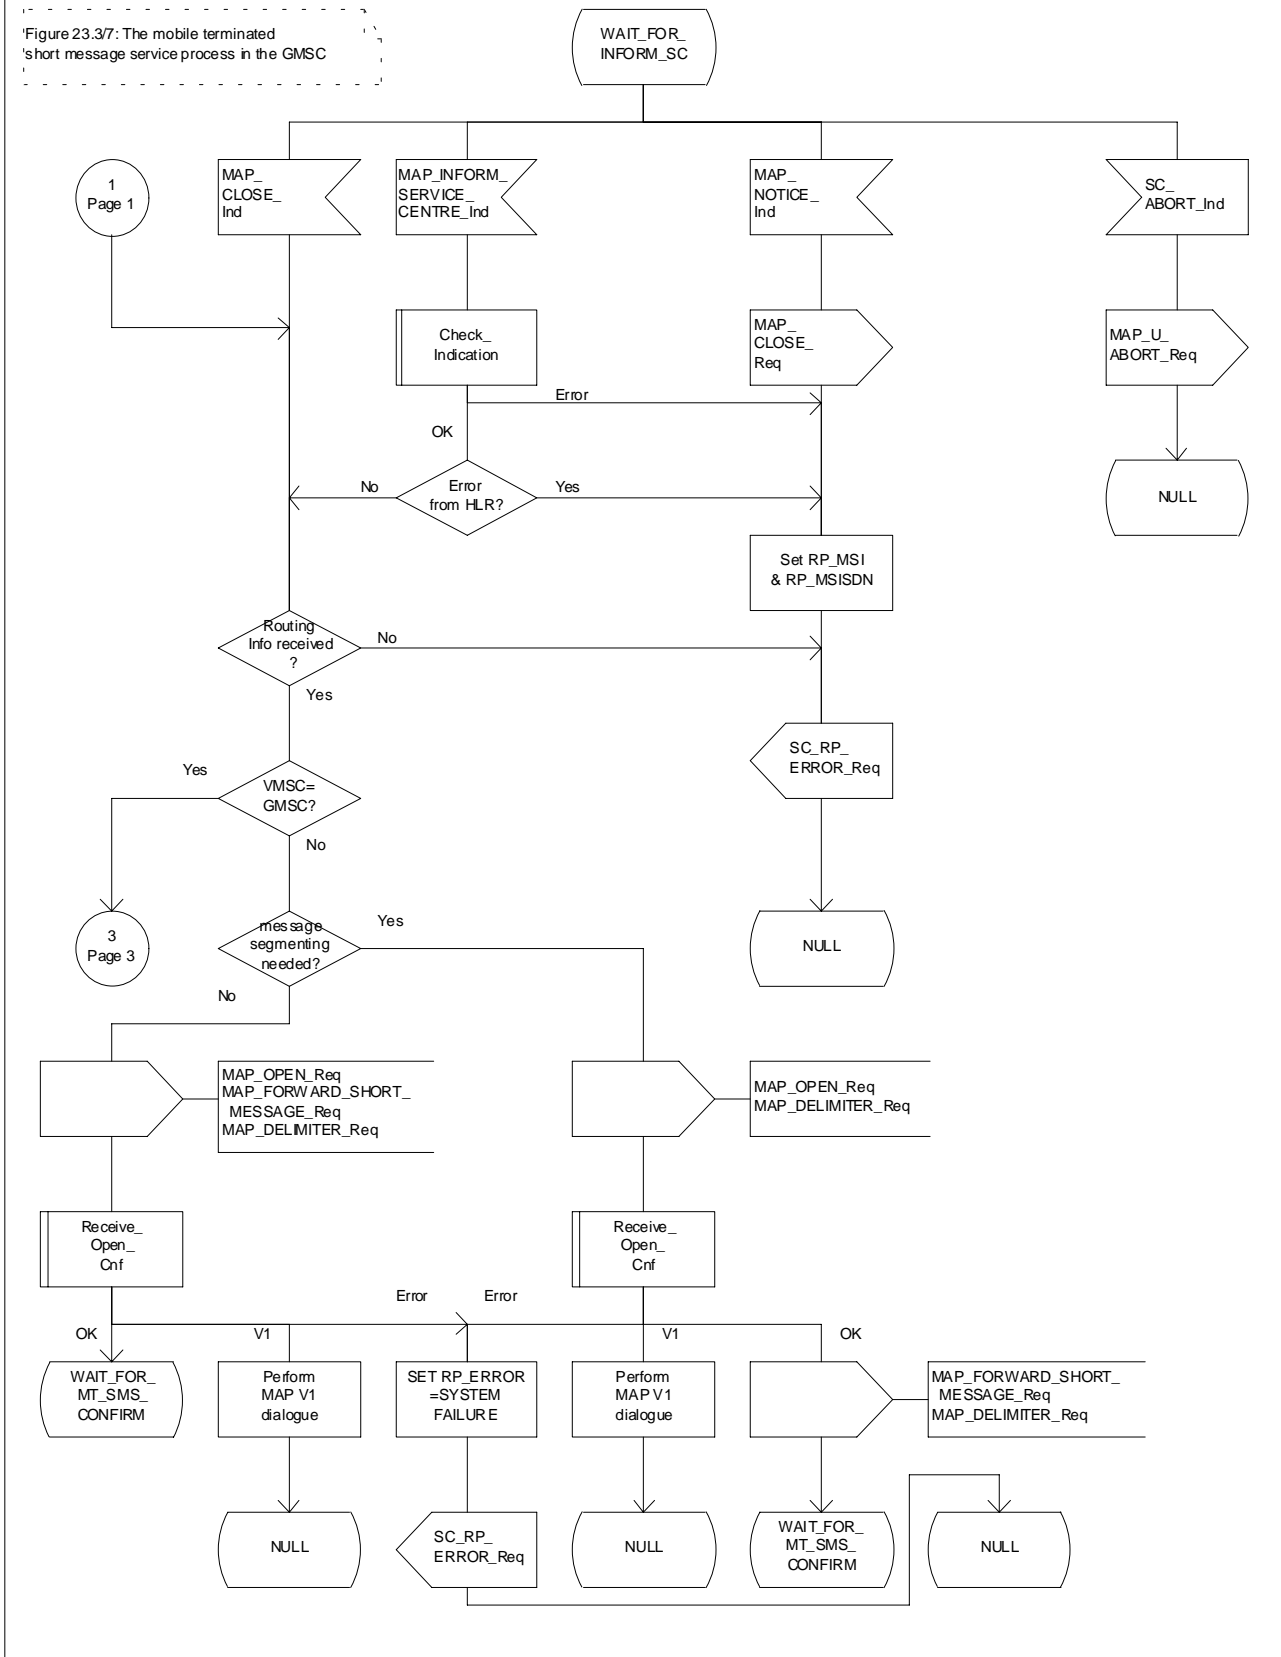 Figure 23.3/7: The mobile terminated
short message service process in the GMSC
WAIT_FOR_
INFORM_SC
1
Page 1
MAP_
CLOSE_
Ind
MAP_INFORM_
SERVICE_
CENTRE_Ind
MAP_
NOTICE_
Ind
SC_
ABORT_Ind
Check_
Indication
MAP_
CLOSE_
Req
MAP_U_
ABORT_Req
Error
OK
No
Error
from HLR?
Yes
NULL
Set RP_MSI
& RP_MSISDN
Routing
Info received
?
No
Yes
SC_RP_
ERROR_Req
Yes
VMSC=
GMSC?
No
3
Page 3
message
segmenting
needed?
Yes
NULL
No
MAP_OPEN_Req
MAP_FORWARD_SHORT_
MESSAGE_Req
MAP_DELIMITER_Req
MAP_OPEN_Req
MAP_DELIMITER_Req
Receive_
Open_
Cnf
Receive_
Open_
Cnf
Error
Error
OK
V1
V1
OK
WAIT_FOR_
MT_SMS_
CONFIRM
Perform
MAP V1
dialogue
SET RP_ERROR
=SYSTEM
FAILURE
Perform
MAP V1
dialogue
MAP_FORWARD_SHORT_
MESSAGE_Req
MAP_DELIMITER_Req
NULL
SC_RP_
ERROR_Req
NULL
WAIT_FOR_
MT_SMS_
CONFIRM
NULL